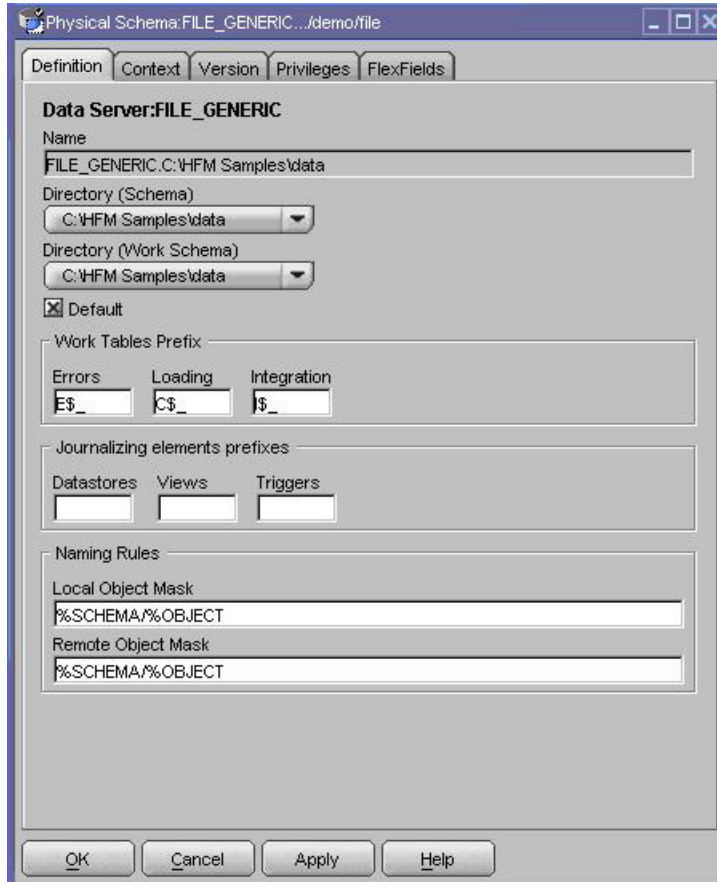 Physical Schema:FILE_GENERIC.../demo/file
Definition Context Version Privileges FlexFields
Data Server:FILE_GENERIC
Name
FILE_GENERIC.C:\HFM Samples\data
Directory (Schema)
C:\HFM Samples\data
Directory (Work Schema)
C:\HFM Samples\data
Default
Work Tables Prefix
Errors Loading Integration
E$_ C$_ I$_
Journalizing elements prefixes
Datastores Views Triggers
Naming Rules
Local Object Mask
%SCHEMA/%OBJECT
Remote Object Mask
%SCHEMA/%OBJECT
OK Cancel Apply Help